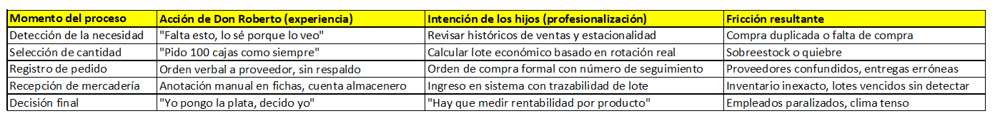 Momento del proceso Acción de Don Roberto (experiencia) Intención de los hijos (profesionalización) Fricción resultante
Detección de la necesidad "Falta esto, lo sé porque lo veo" Revisar históricos de ventas y estacionalidad Compra duplicada o falta de compra
Selección de cantidad "Pido 100 cajas como siempre" Calcular lote económico basado en rotación real Sobreestock o quiebre
Registro de pedido Orden verbal a proveedor, sin respaldo Orden de compra formal con número de seguimiento Proveedores confundidos, entregas erróneas
Recepción de mercadería Anotación manual en fichas, cuenta almacenero Ingreso en sistema con trazabilidad de lote Inventario inexacto, lotes vencidos sin detectar
Decisión final "Yo pongo la plata, decido yo" "Hay que medir rentabilidad por producto" Empleados paralizados, clima tenso